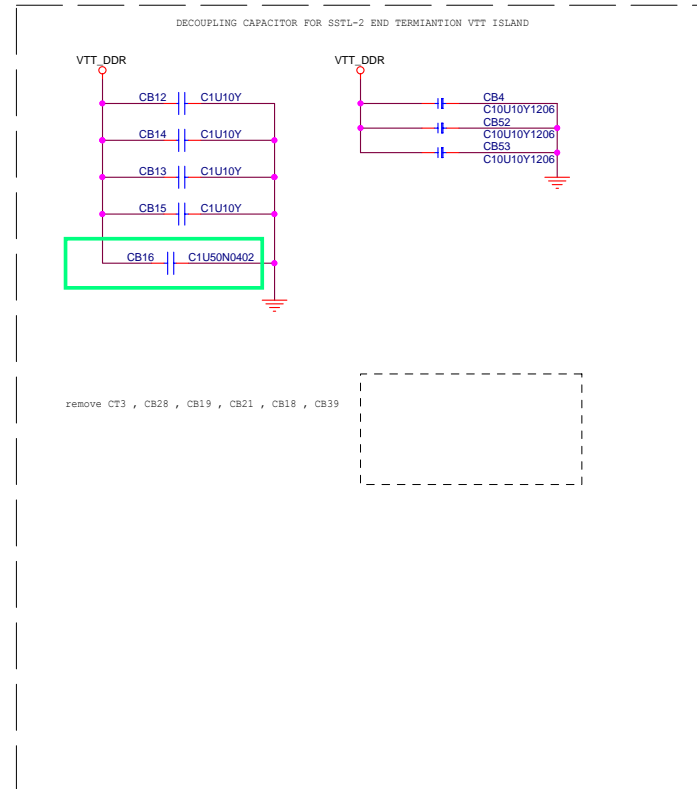 DECOUPLING CAPACITOR FOR SSTL-2 END TERMIANTION VTT ISLAND
VTT_DDR
CB12 C1U10Y
CB14 C1U10Y
CB13 C1U10Y
CB15 C1U10Y
CB16 C1U50N0402
VTT_DDR
CB4
C10U10Y1206
CB52
C10U10Y1206
CB53
C10U10Y1206
remove CT3 , CB28 , CB19 , CB21 , CB18 , CB39